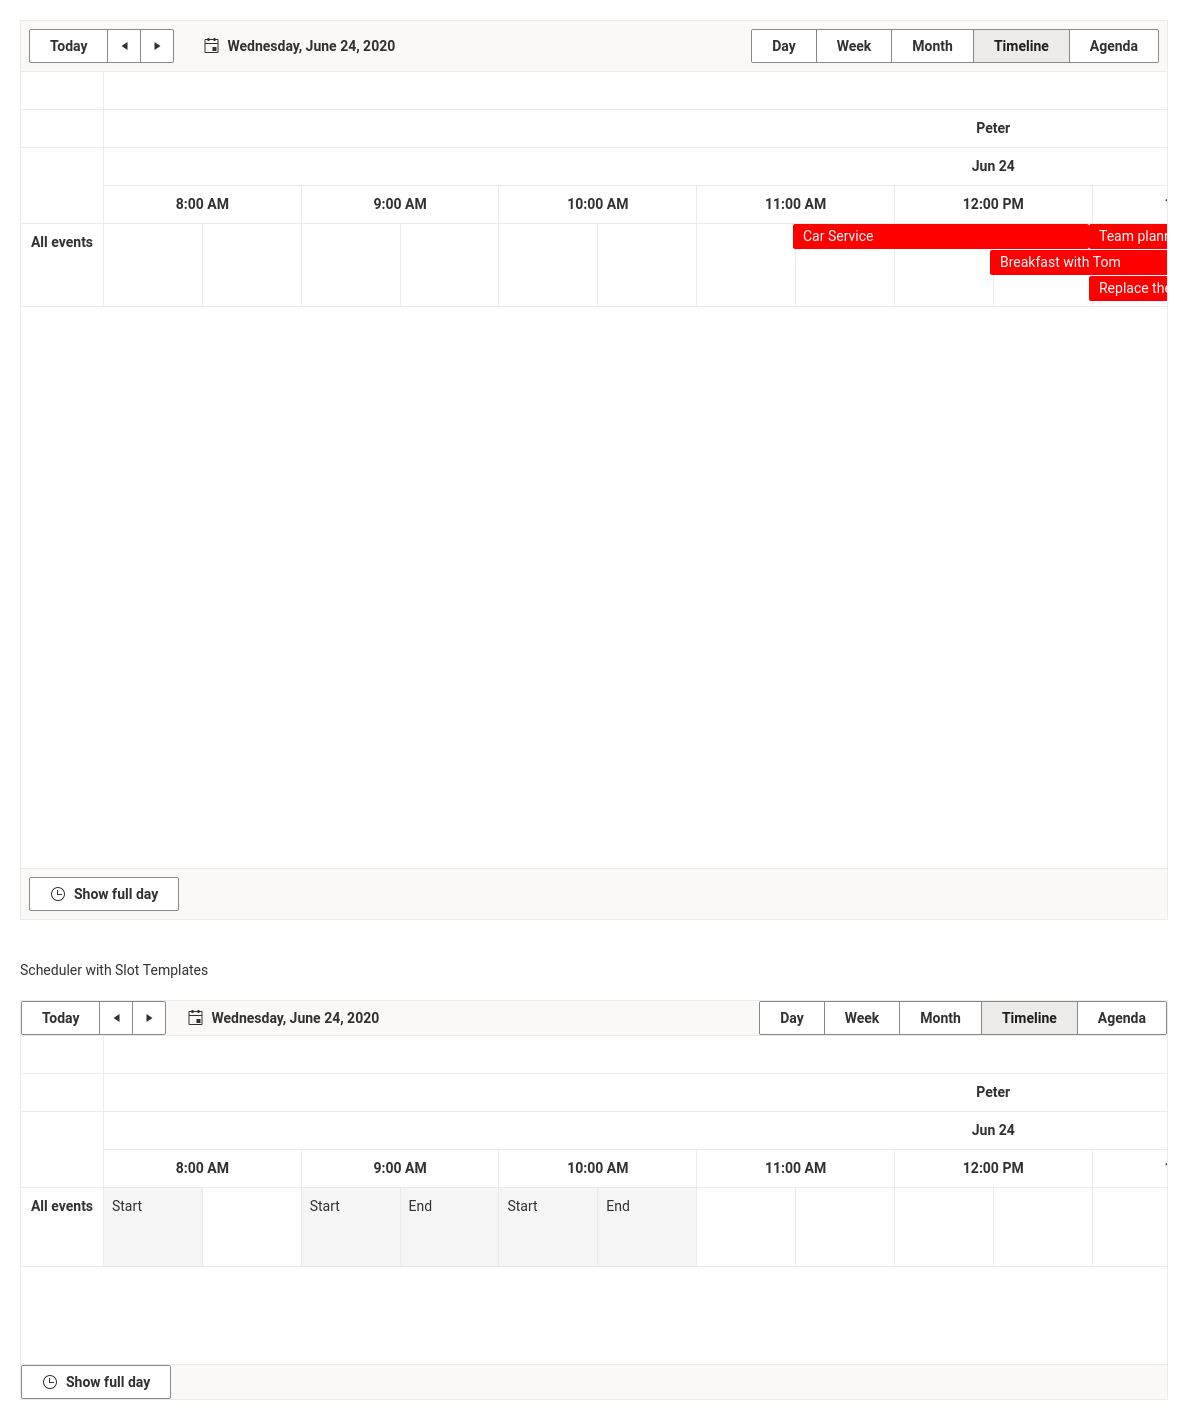 Today Wednesday, June 24, 2020 Day Week Month Timeline Agenda
Peter
Jun 24
8:00 AM 9:00 AM 10:00 AM 11:00 AM 12:00 PM
All events Car Service Team plann
Breakfast with Tom
Replace the
Show full day
Scheduler with Slot Templates
Today Wednesday, June 24, 2020 Day Week Month Timeline Agenda
Peter
Jun 24
8:00 AM 9:00 AM 10:00 AM 11:00 AM 12:00 PM
All events Start Start End Start End
Show full day